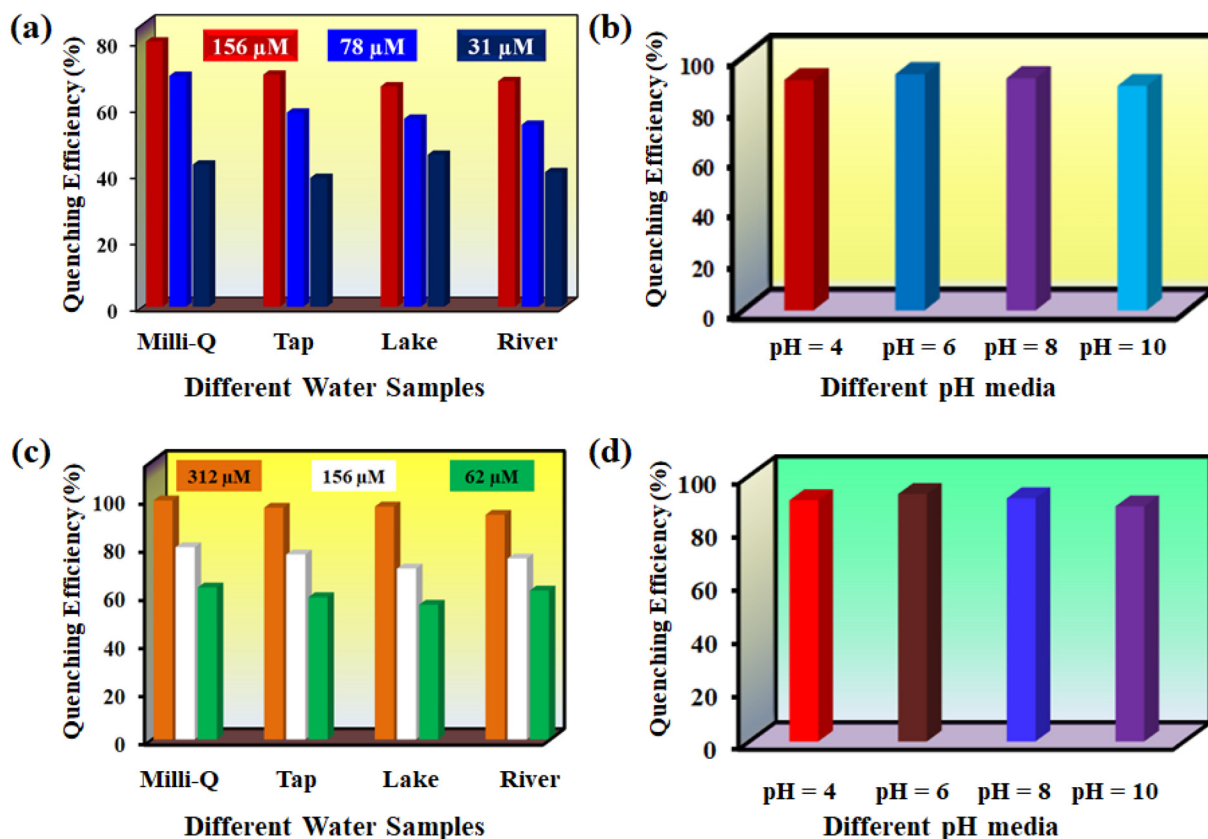 (a)
Quenching Efficiency (%)
80
60
40
20
0
156 µM 78 µM 31 µM
Milli-Q Tap Lake River
Different Water Samples
(b)
Quenching Efficiency (%)
100
80
60
40
20
0
pH = 4 pH = 6 pH = 8 pH = 10
Different pH media
(c)
Quenching Efficiency (%)
100
80
60
40
20
0
312 µM 156 µM 62 µM
Milli-Q Tap Lake River
Different Water Samples
(d)
Quenching Efficiency (%)
100
80
60
40
20
0
pH = 4 pH = 6 pH = 8 pH = 10
Different pH media